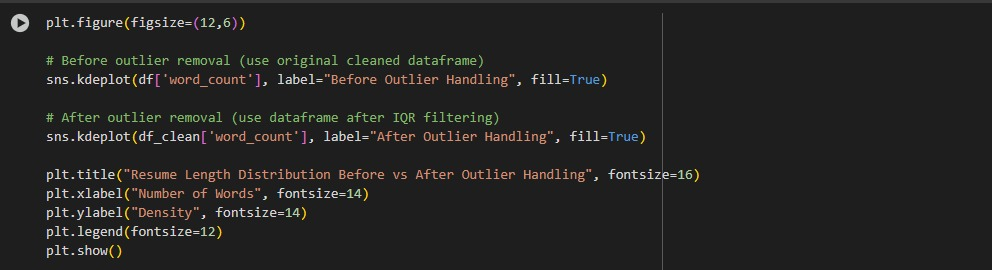 plt.figure(figsize=(12,6))
# Before outlier removal (use original cleaned dataframe)
sns.kdeplot(df['word_count'], label="Before Outlier Handling", fill=True)
# After outlier removal (use dataframe after IQR filtering)
sns.kdeplot(df_clean['word_count'], label="After Outlier Handling", fill=True)
plt.title("Resume Length Distribution Before vs After Outlier Handling", fontsize=16)
plt.xlabel("Number of Words", fontsize=14)
plt.ylabel("Density", fontsize=14)
plt.legend(fontsize=12)
plt.show()